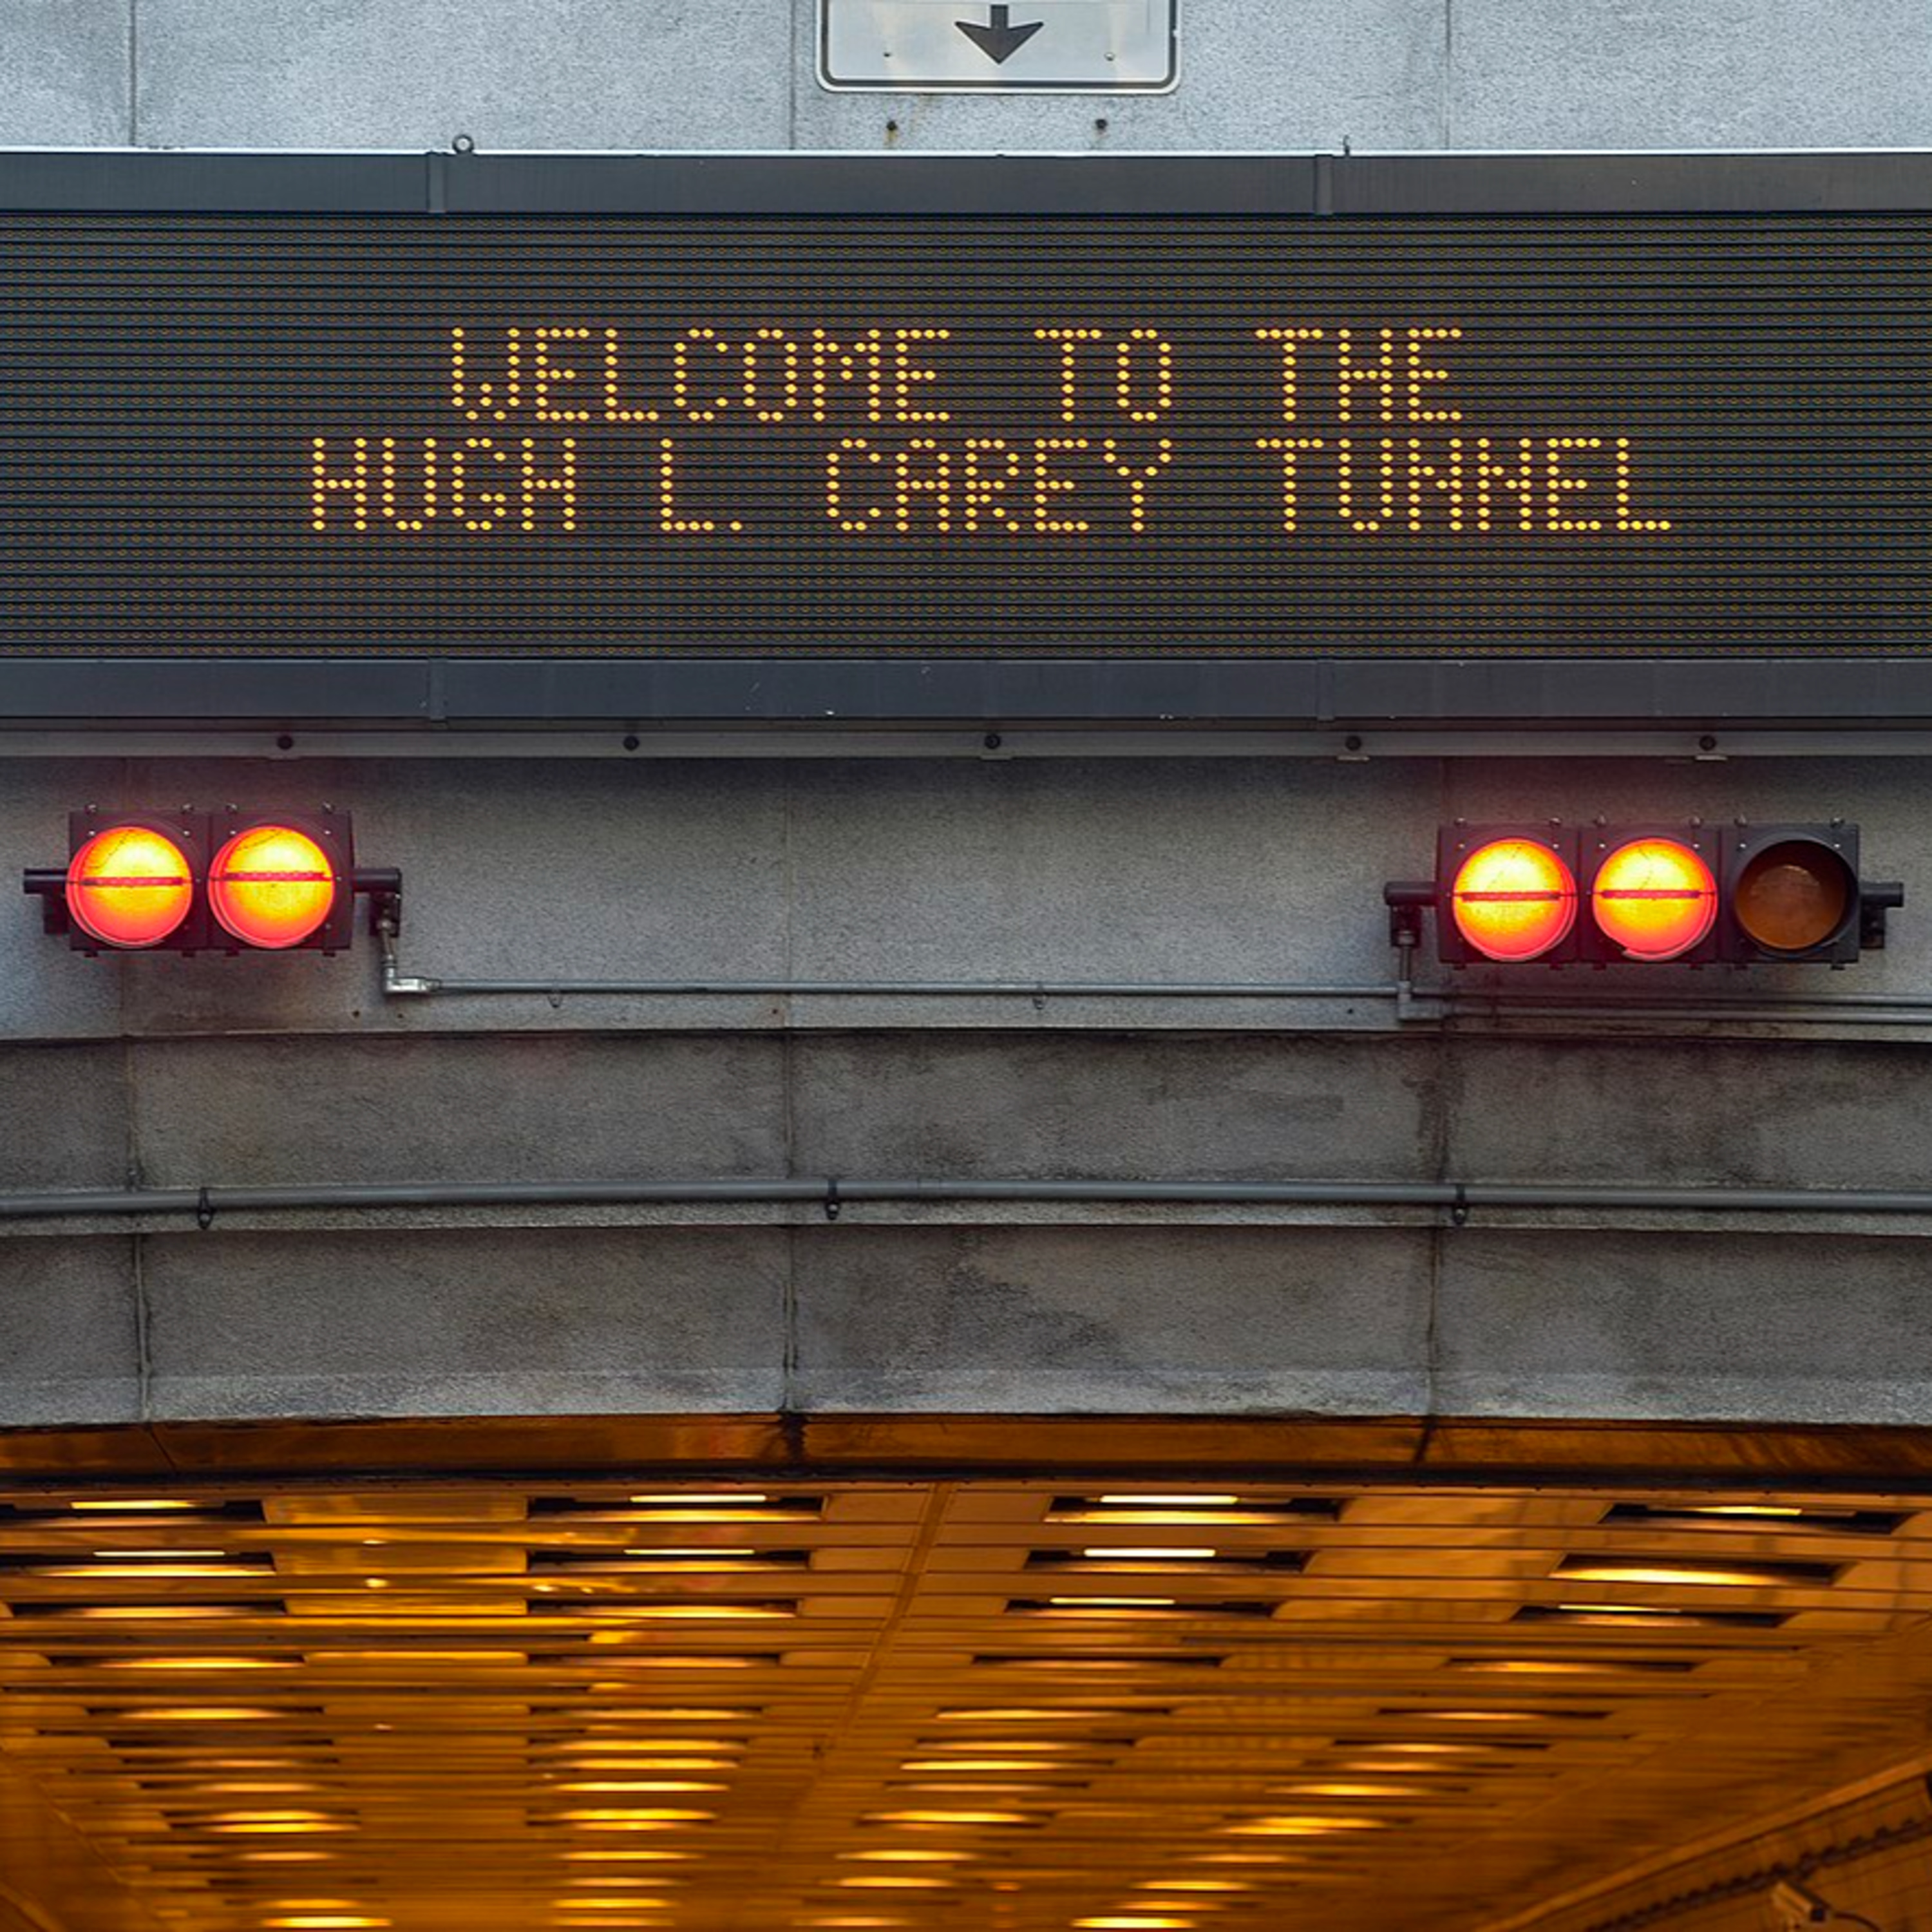 WELCOME TO THE
HUGH L. CAREY TUNNEL